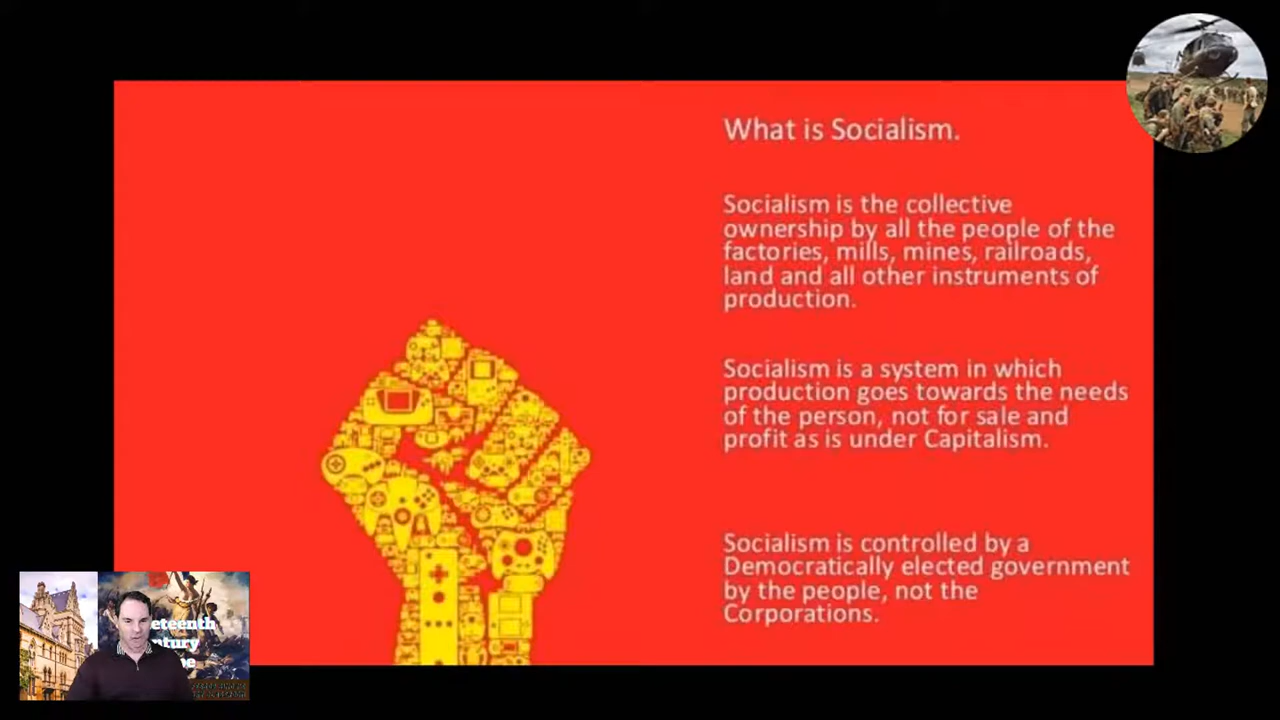 What is Socialism.
Socialism is the collective
ownership by all the people of the
factories, mills, mines, railroads,
land and all other instruments of
production.
Socialism is a system in which
production goes towards the needs
of the person, not for sale and
profit as is under Capitalism.
Socialism is controlled by a
Democratically elected government
by the people, not the
Corporations.
eteenth
ntury
pe